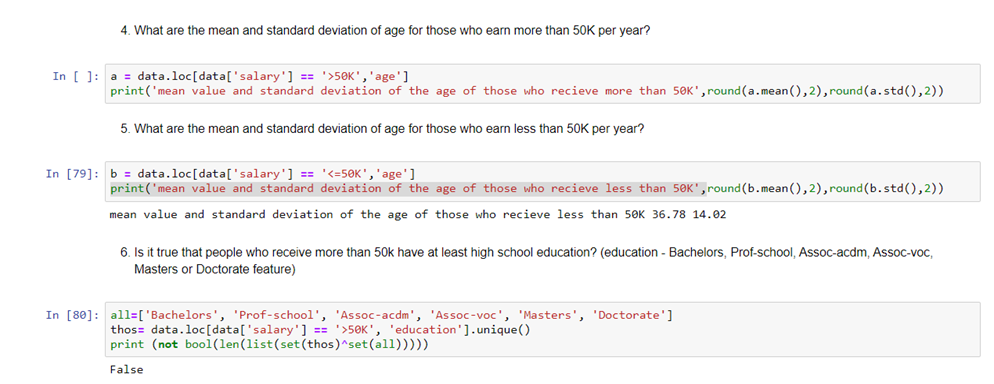 4. What are the mean and standard deviation of age for those who earn more than 50K per year?
In [ ]: a = data.loc[data['salary'] == '>50K','age']
print('mean value and standard deviation of the age of those who recieve more than 50K',round(a.mean(),2),round(a.std(),2))
5. What are the mean and standard deviation of age for those who earn less than 50K per year?
In [79]: b = data.loc[data['salary'] == '<=50K','age']
print('mean value and standard deviation of the age of those who recieve less than 50K',round(b.mean(),2),round(b.std(),2))
mean value and standard deviation of the age of those who recieve less than 50K 36.78 14.02
6. Is it true that people who receive more than 50k have at least high school education? (education - Bachelors, Prof-school, Assoc-acdm, Assoc-voc,
Masters or Doctorate feature)
In [80]: all=['Bachelors', 'Prof-school', 'Assoc-acdm', 'Assoc-voc', 'Masters', 'Doctorate']
thos= data.loc[data['salary'] == '>50K', 'education'].unique()
print (not bool(len(list(set(thos)^set(all)))))
False